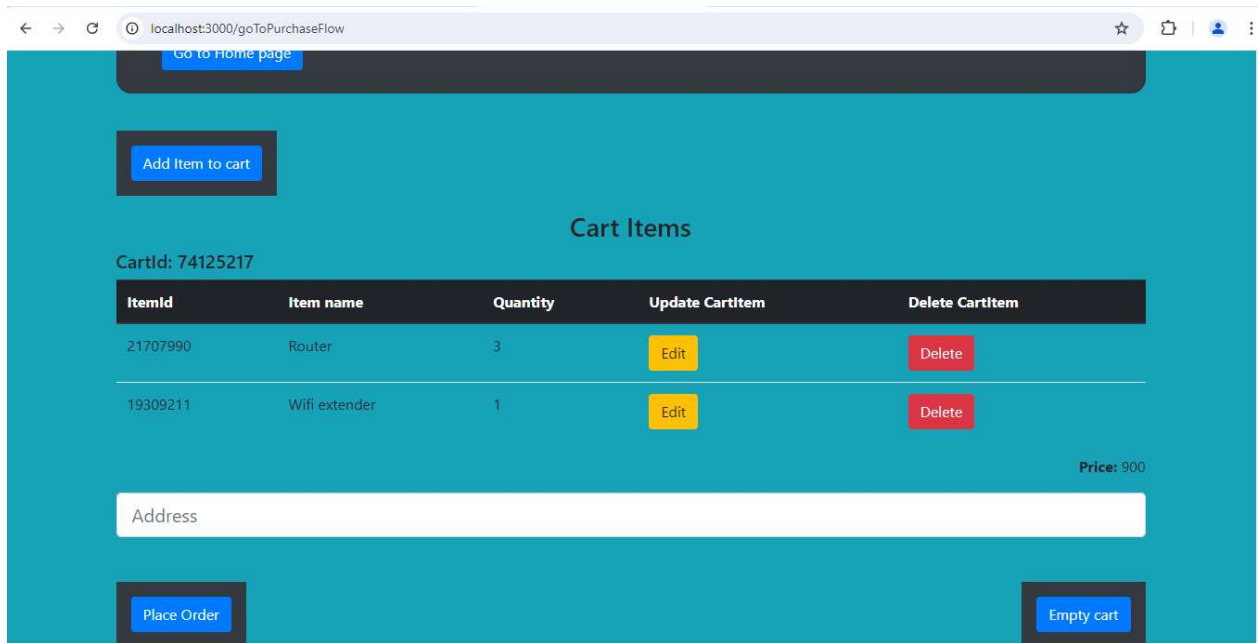 localhost:3000/goToPurchaseFlow
Go to Home page
Add Item to cart
Cart Items
CartId: 74125217
ItemId Item name Quantity Update CartItem Delete CartItem
21707990 Router 3 Edit Delete
19309211 Wifi extender 1 Edit Delete
Price: 900
Address
Place Order Empty cart